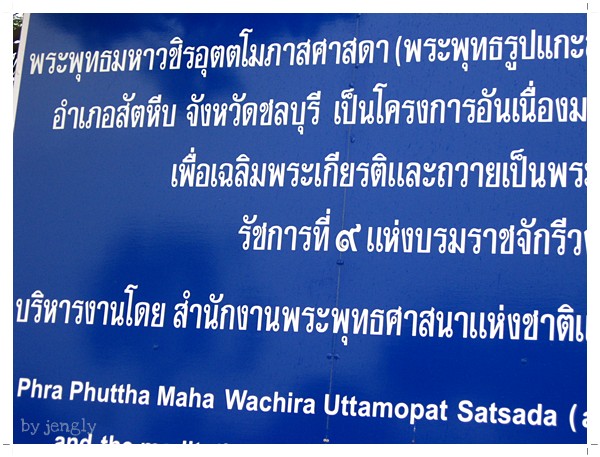 พระพุทธมหาวชิรอุตตโมภาสศาสดา (พระพุทธรูปแกะ
อำเภอสัตหีบ จังหวัดชลบุรี เป็นโครงการอันเนื่องม
เพื่อเฉลิมพระเกียรติและถวายเป็นพระ
รัชการที่ ๙ แห่งบรมราชจักรีว
บริหารงานโดย สำนักงานพระพุทธศาสนาแห่งชาติ
Phra Phuttha Maha Wachira Uttamopat Satsada (
by jengly
and the